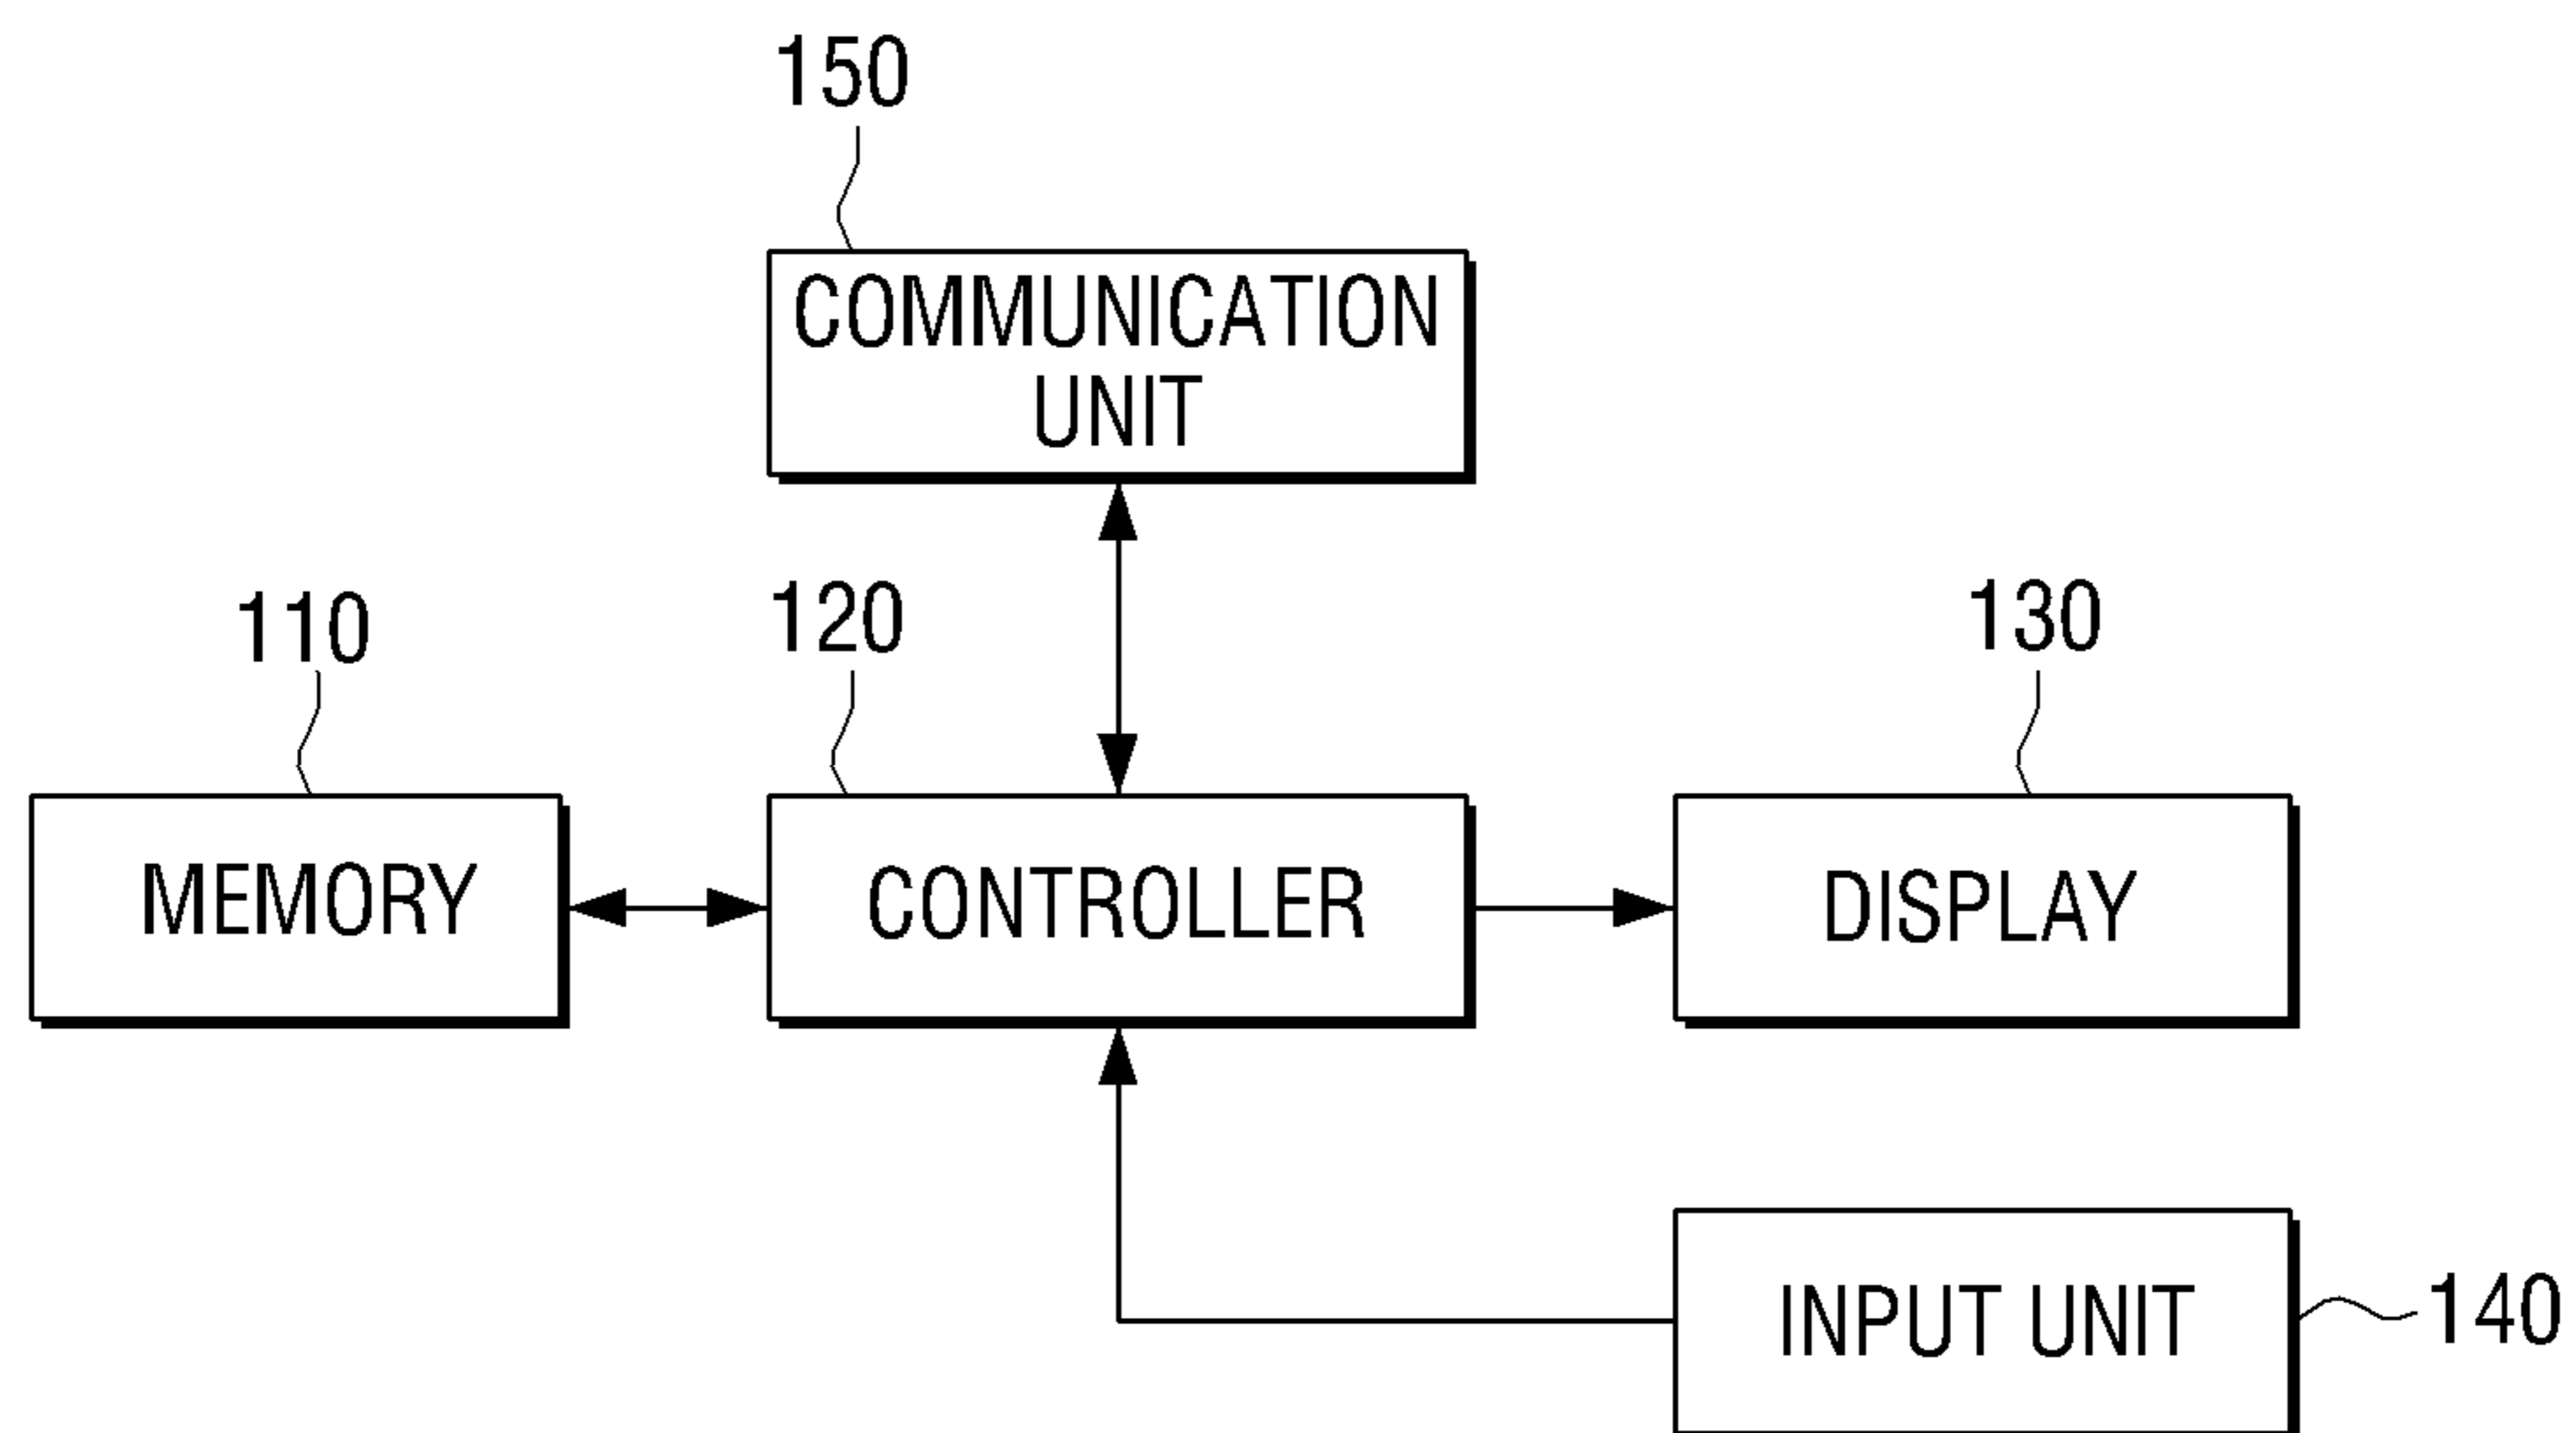 150
COMMUNICATION
UNIT
110
120
130
MEMORY
CONTROLLER
DISPLAY
INPUT UNIT
140